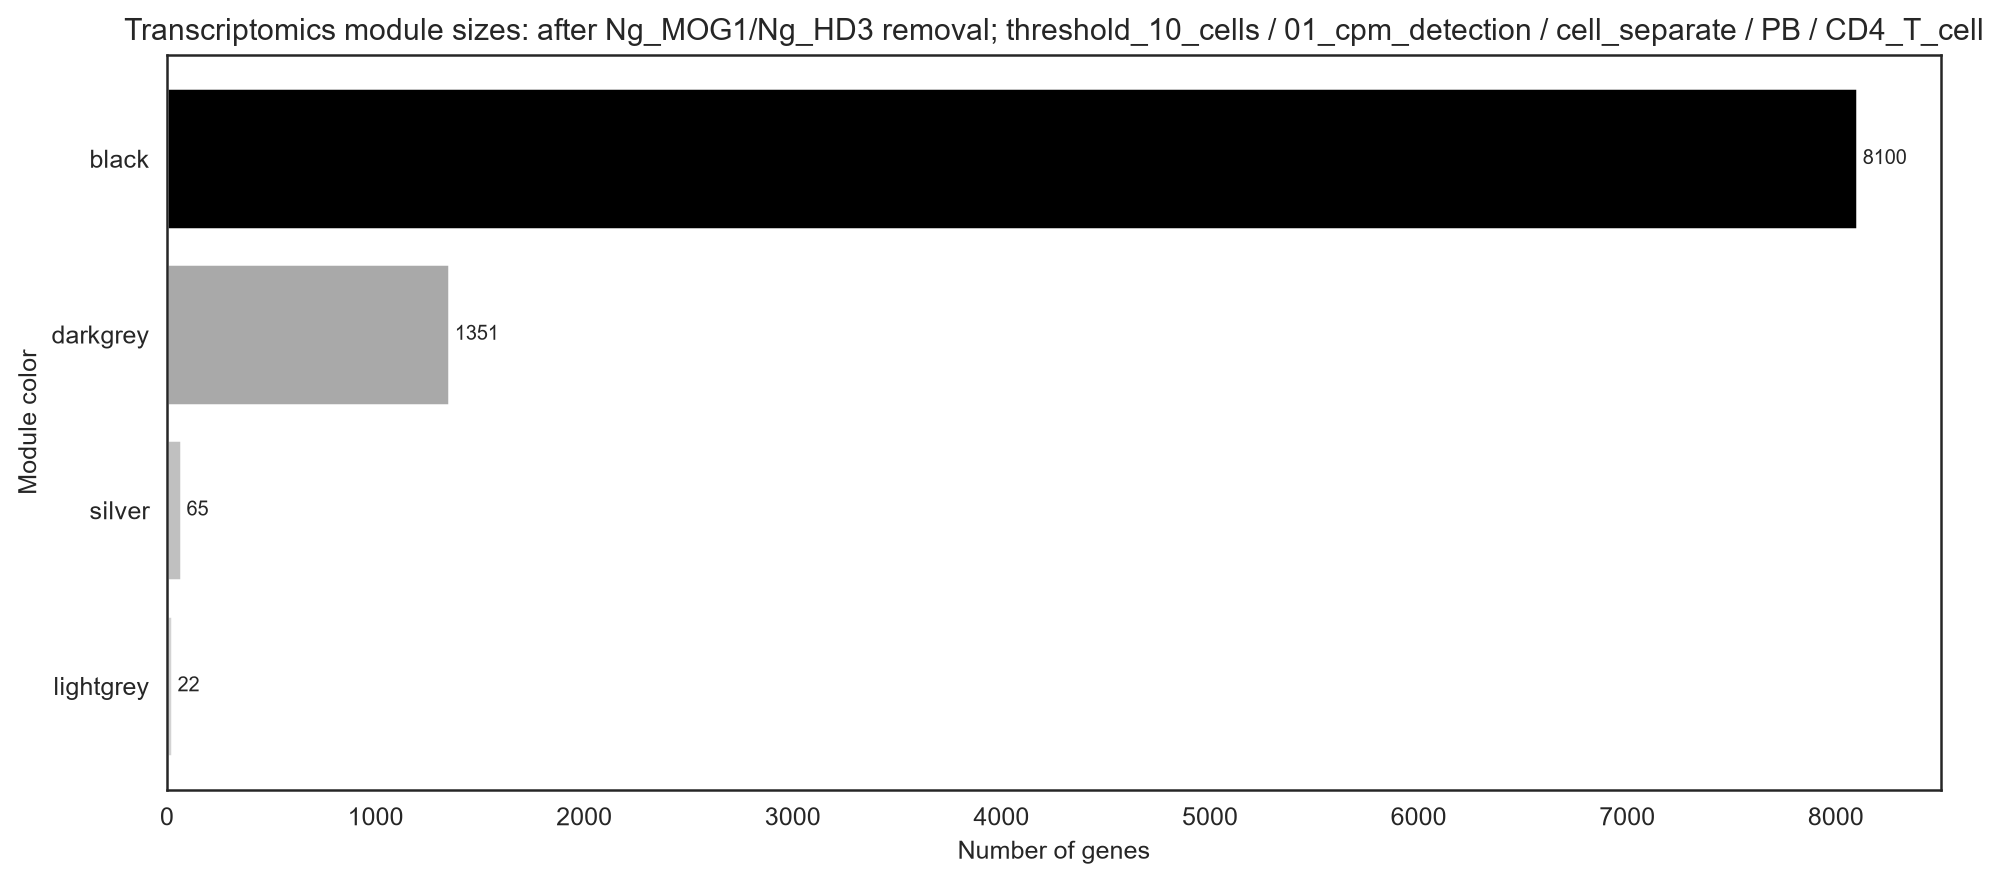 Transcriptomics module sizes: after Ng_MOG1/Ng_HD3 removal; threshold_10_cells / 01_cpm_detection / cell_separate / PB / CD4_T_cell
Module color
black
8100
darkgrey
1351
silver
65
lightgrey
22
0 1000 2000 3000 4000 5000 6000 7000 8000
Number of genes